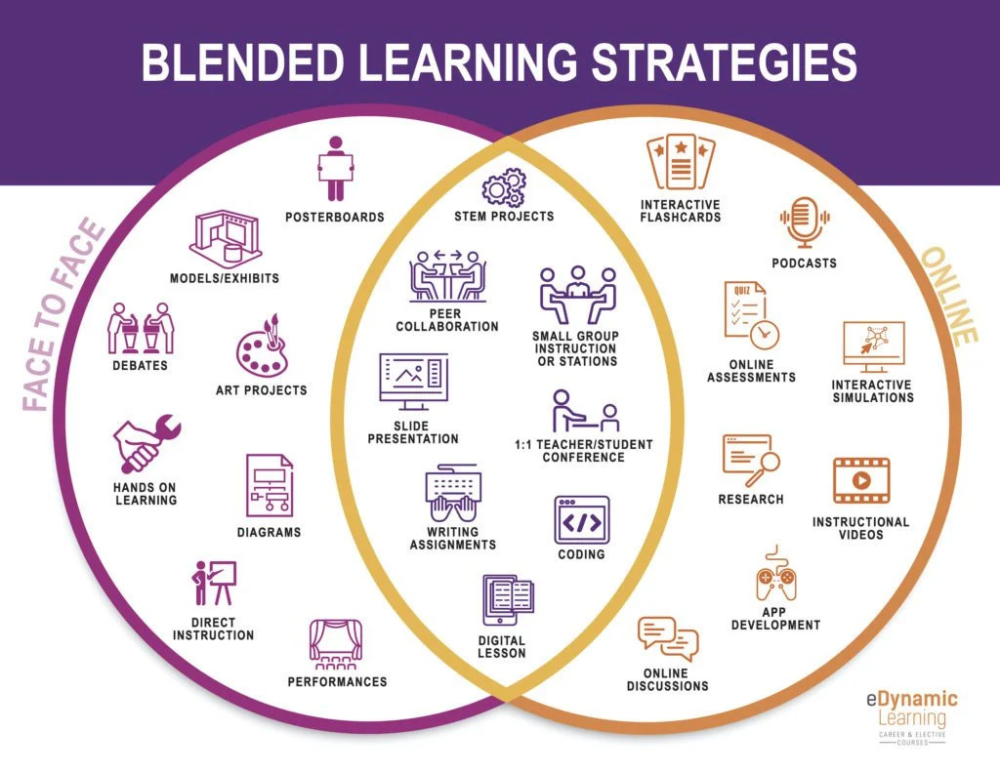 BLENDED LEARNING STRATEGIES
FACE TO FACE
POSTERBOARDS
MODELS/EXHIBITS
DEBATES
ART PROJECTS
HANDS ON
LEARNING
DIAGRAMS
DIRECT
INSTRUCTION
PERFORMANCES
STEM PROJECTS
PEER
COLLABORATION
SMALL GROUP
INSTRUCTION
OR STATIONS
SLIDE
PRESENTATION
1:1 TEACHER/STUDENT
CONFERENCE
WRITING
ASSIGNMENTS
</>
CODING
DIGITAL
LESSON
ONLINE
INTERACTIVE
FLASHCARDS
PODCASTS
QUIZ
ONLINE
ASSESSMENTS
INTERACTIVE
SIMULATIONS
RESEARCH
INSTRUCTIONAL
VIDEOS
APP
DEVELOPMENT
ONLINE
DISCUSSIONS
eDynamic
Learning
CAREER & ELECTIVE
COURSES